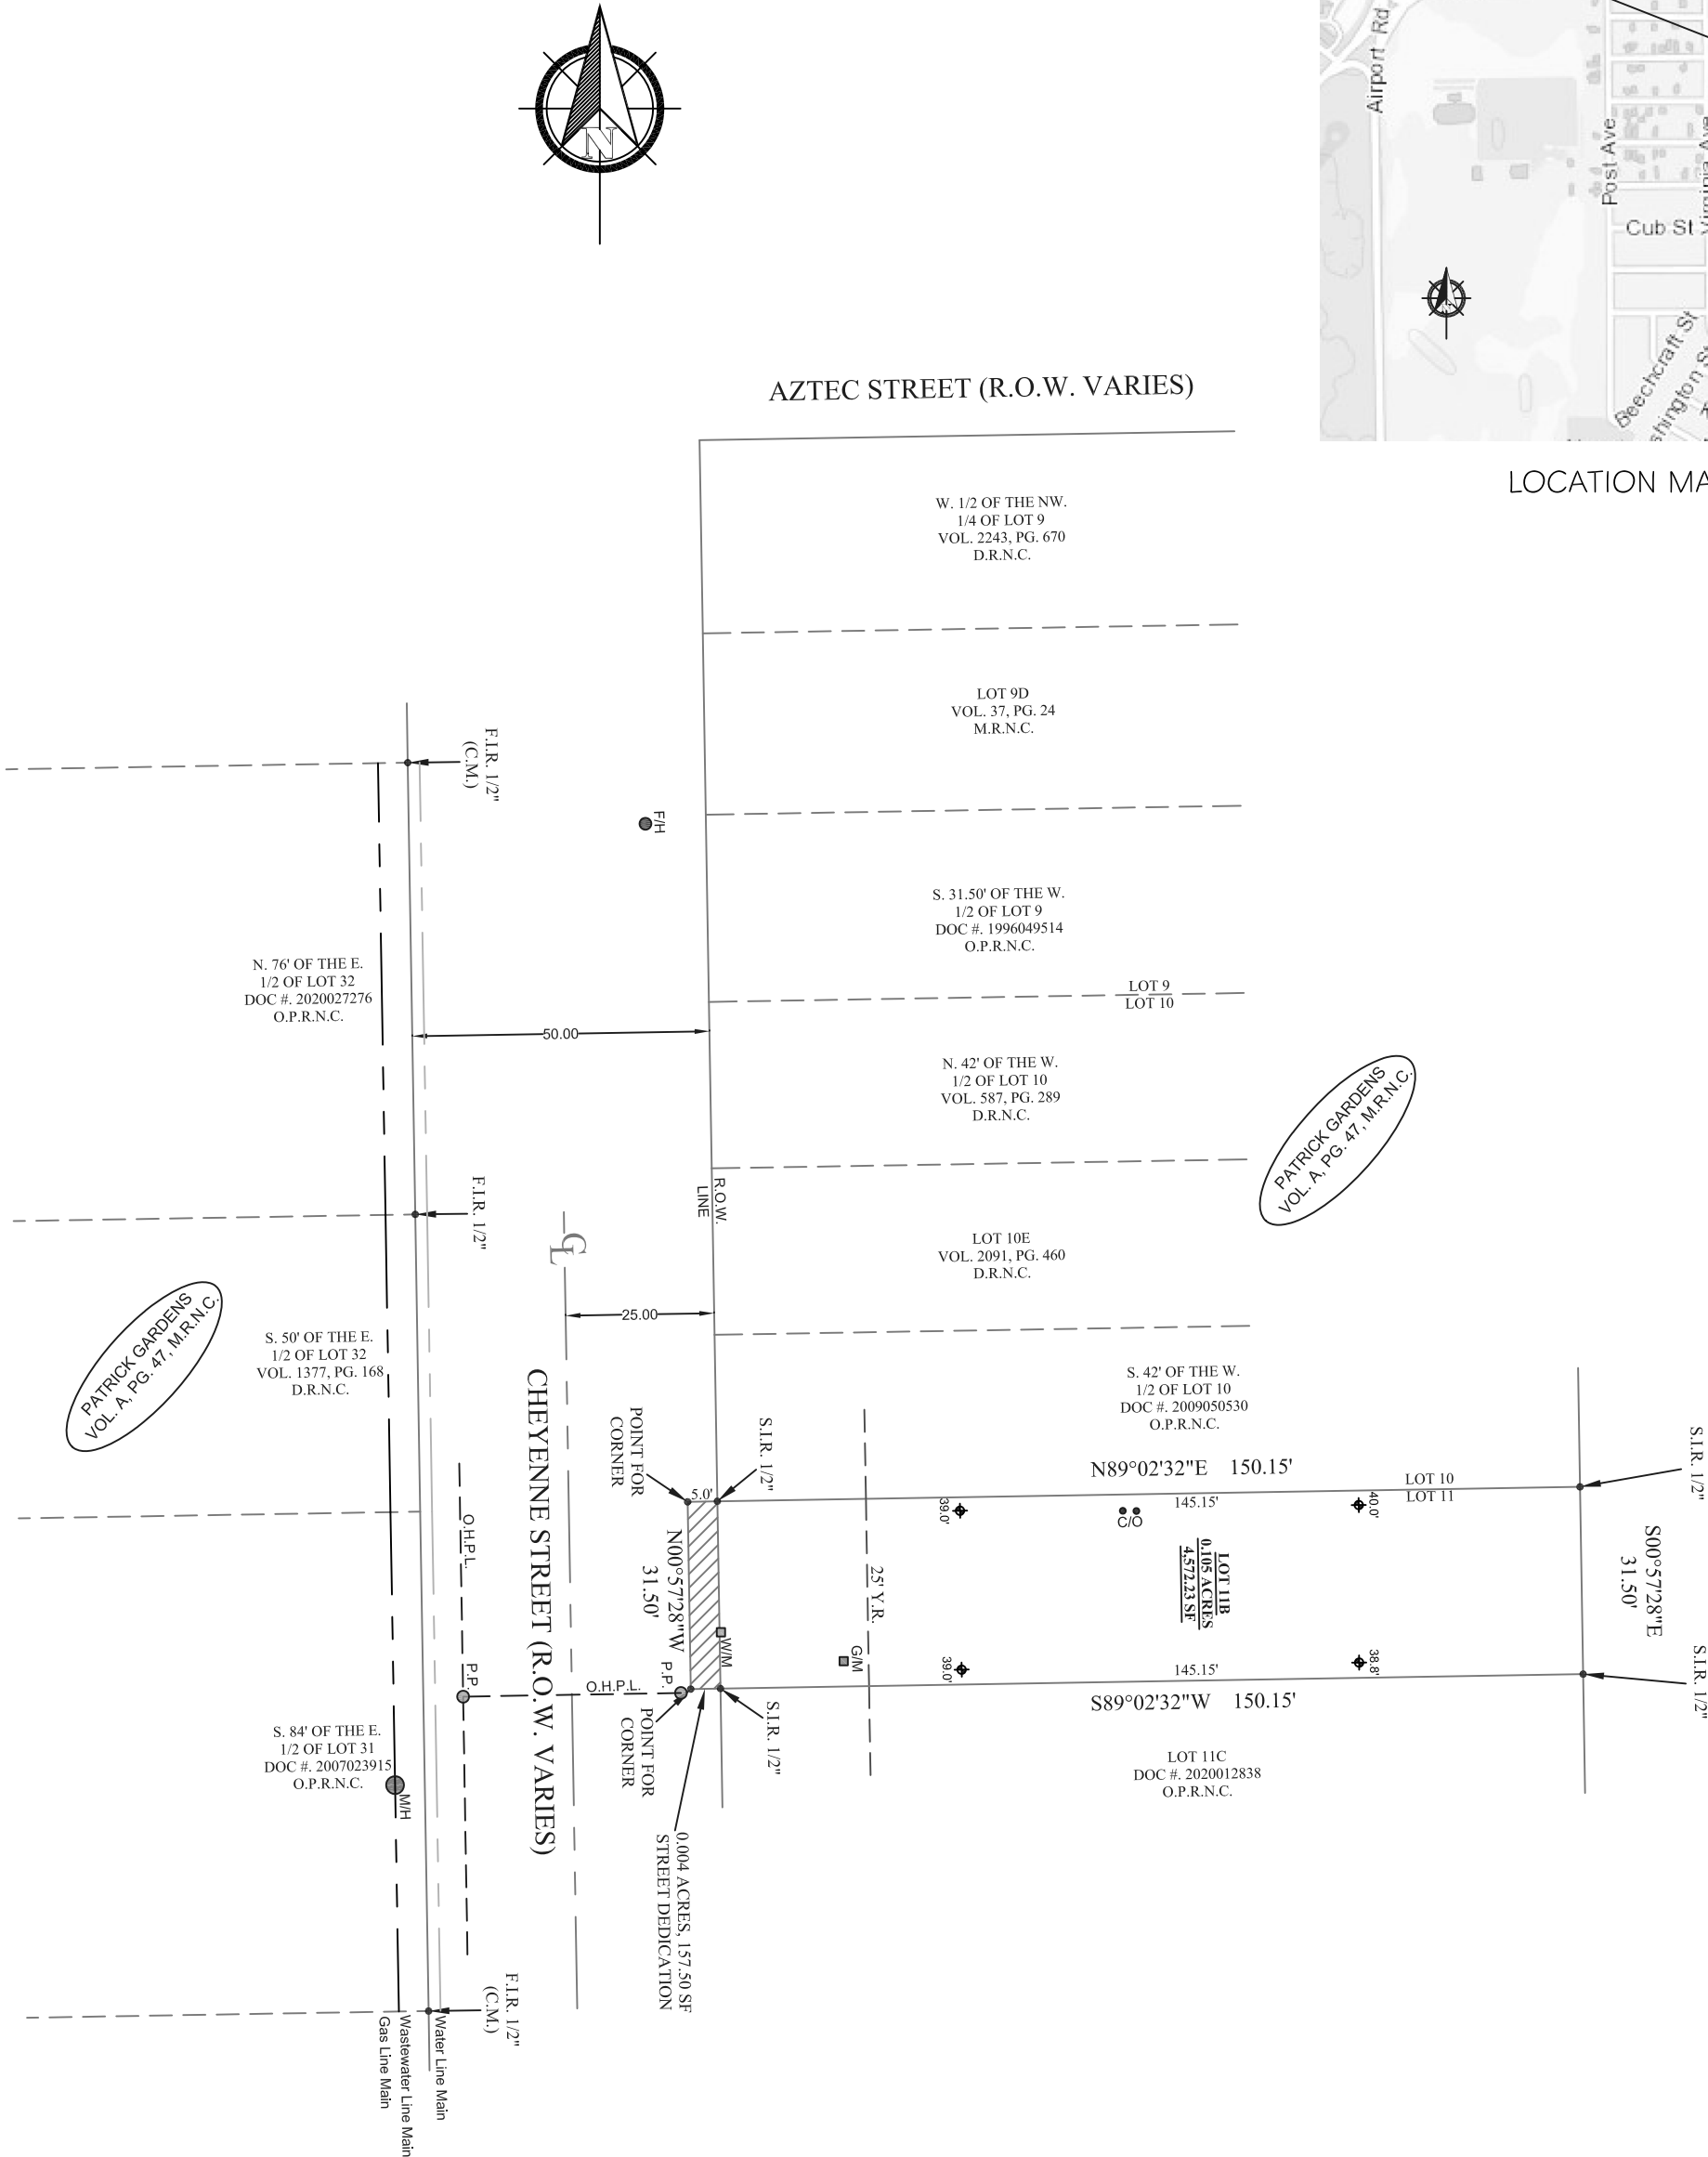 N
Airport Rd
Post Ave
Cub St
Beechcraft St
AZTEC STREET (R.O.W. VARIES)
W. 1/2 OF THE NW.
1/4 OF LOT 9
VOL. 2243, PG. 670
D.R.N.C.
LOCATION MA
LOT 9D
VOL. 37, PG. 24
M.R.N.C.
F.I.R. 1/2"
(C.M.)
F/H
S. 31.50' OF THE W.
1/2 OF LOT 9
DOC #. 1996049514
O.P.R.N.C.
N. 76' OF THE E.
1/2 OF LOT 32
DOC #. 2020027276
O.P.R.N.C.
LOT 9
LOT 10
50.00
N. 42' OF THE W.
1/2 OF LOT 10
VOL. 587, PG. 289
D.R.N.C.
PATRICK GARDENS
VOL. A, PG. 47, M.R.N.C.
R.O.W.
LINE
F.I.R. 1/2"
CL
LOT 10E
VOL. 2091, PG. 460
D.R.N.C.
25.00
PATRICK GARDENS
VOL. A, PG. 47, M.R.N.C.
S. 50' OF THE E.
1/2 OF LOT 32
VOL. 1377, PG. 168
D.R.N.C.
CHEYENNE STREET (R.O.W. VARIES)
S. 42' OF THE W.
1/2 OF LOT 10
DOC #. 2009050530
O.P.R.N.C.
POINT FOR
CORNER
S.I.R. 1/2"
S.I.R. 1/2"
N89°02'32"E 150.15'
LOT 10
LOT 11
5.0'
39.0'
145.15'
40.0'
C/O
O.H.P.L.
N00°57'28"W
31.50'
25' Y.R.
LOT 11B
0.105 ACRES
4,572.23 SF
S00°57'28"E
31.50'
W/M
G/M
P.P.
P.P.
O.H.P.L.
39.0'
145.15'
38.8'
S.I.R. 1/2"
S89°02'32"W 150.15'
POINT FOR
CORNER
S.I.R. 1/2"
S. 84' OF THE E.
1/2 OF LOT 31
DOC #. 2007023915
O.P.R.N.C.
M/H
LOT 11C
DOC #. 2020012838
O.P.R.N.C.
0.004 ACRES, 157.50 SF
STREET DEDICATION
F.I.R. 1/2"
(C.M.)
Water Line Main
Wastewater Line Main
Gas Line Main